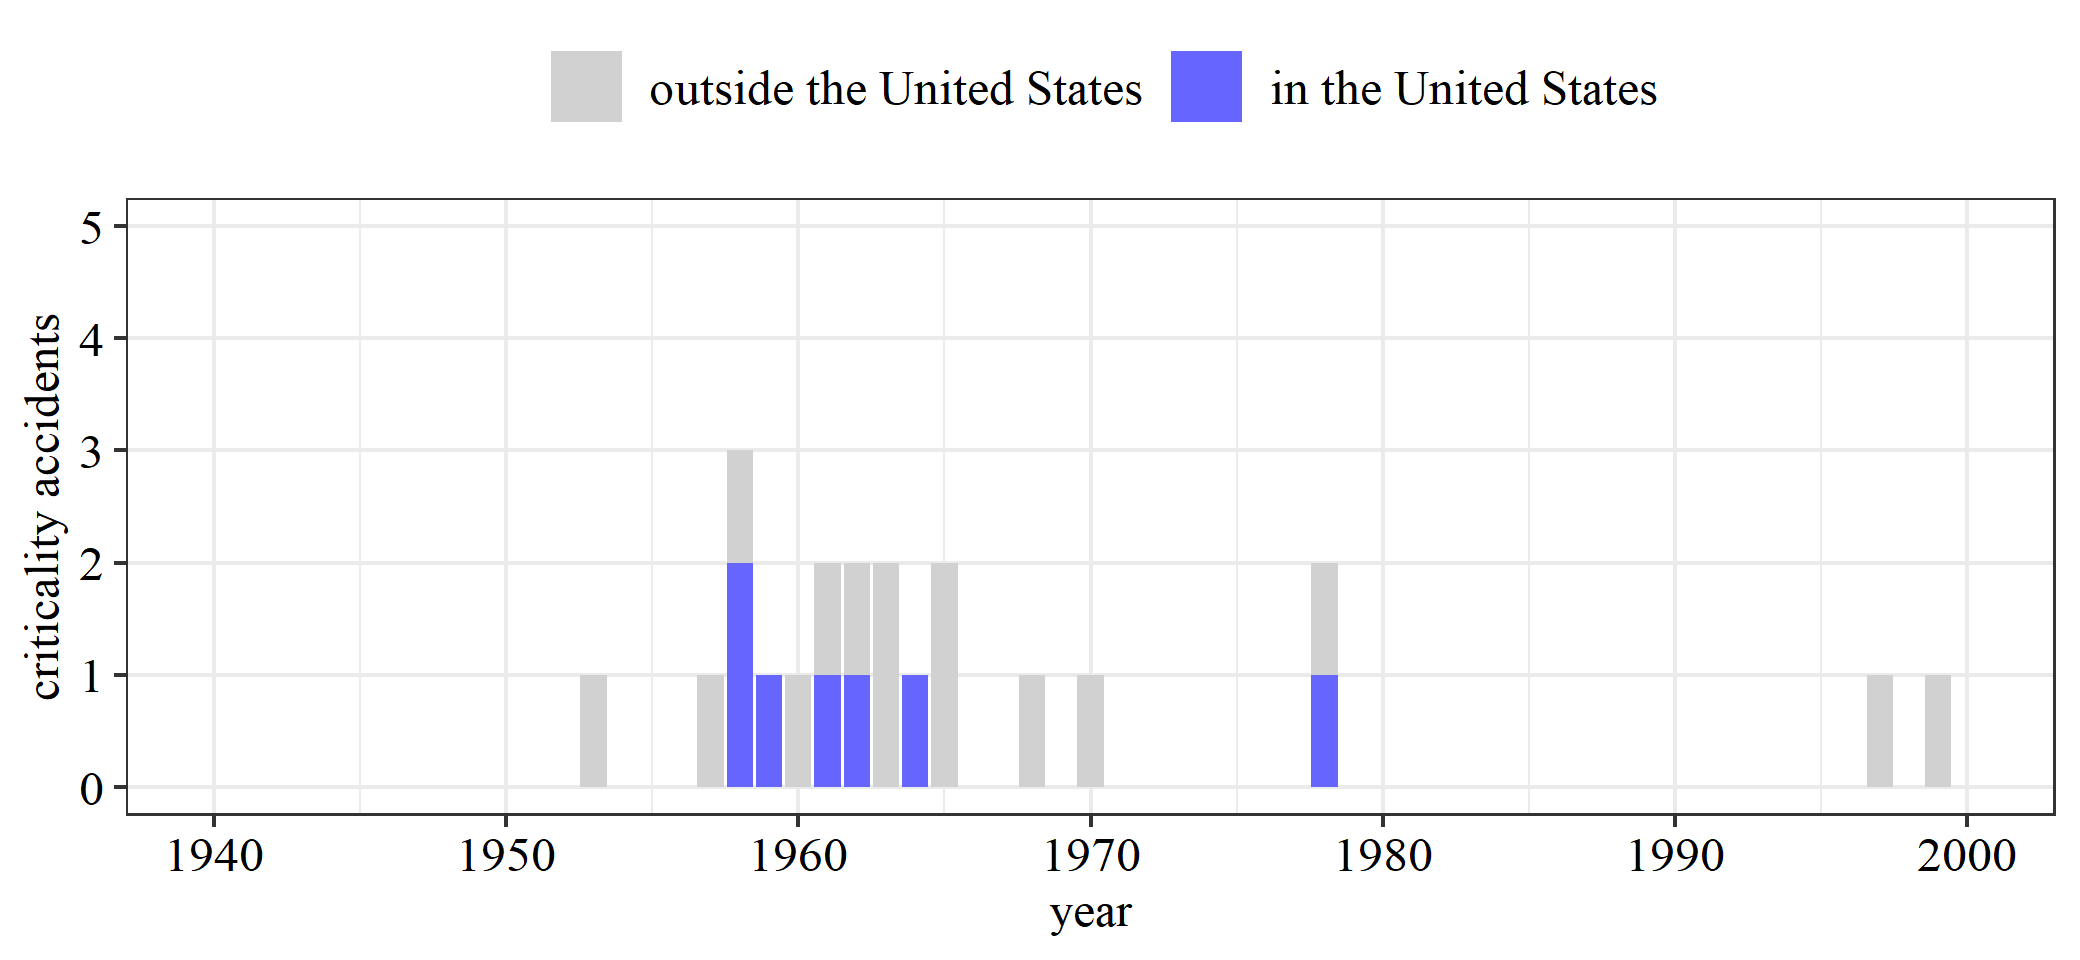 outside the United States in the United States
5
4
3
2
1
0
criticality accidents
1940 1950 1960 1970 1980 1990 2000
year